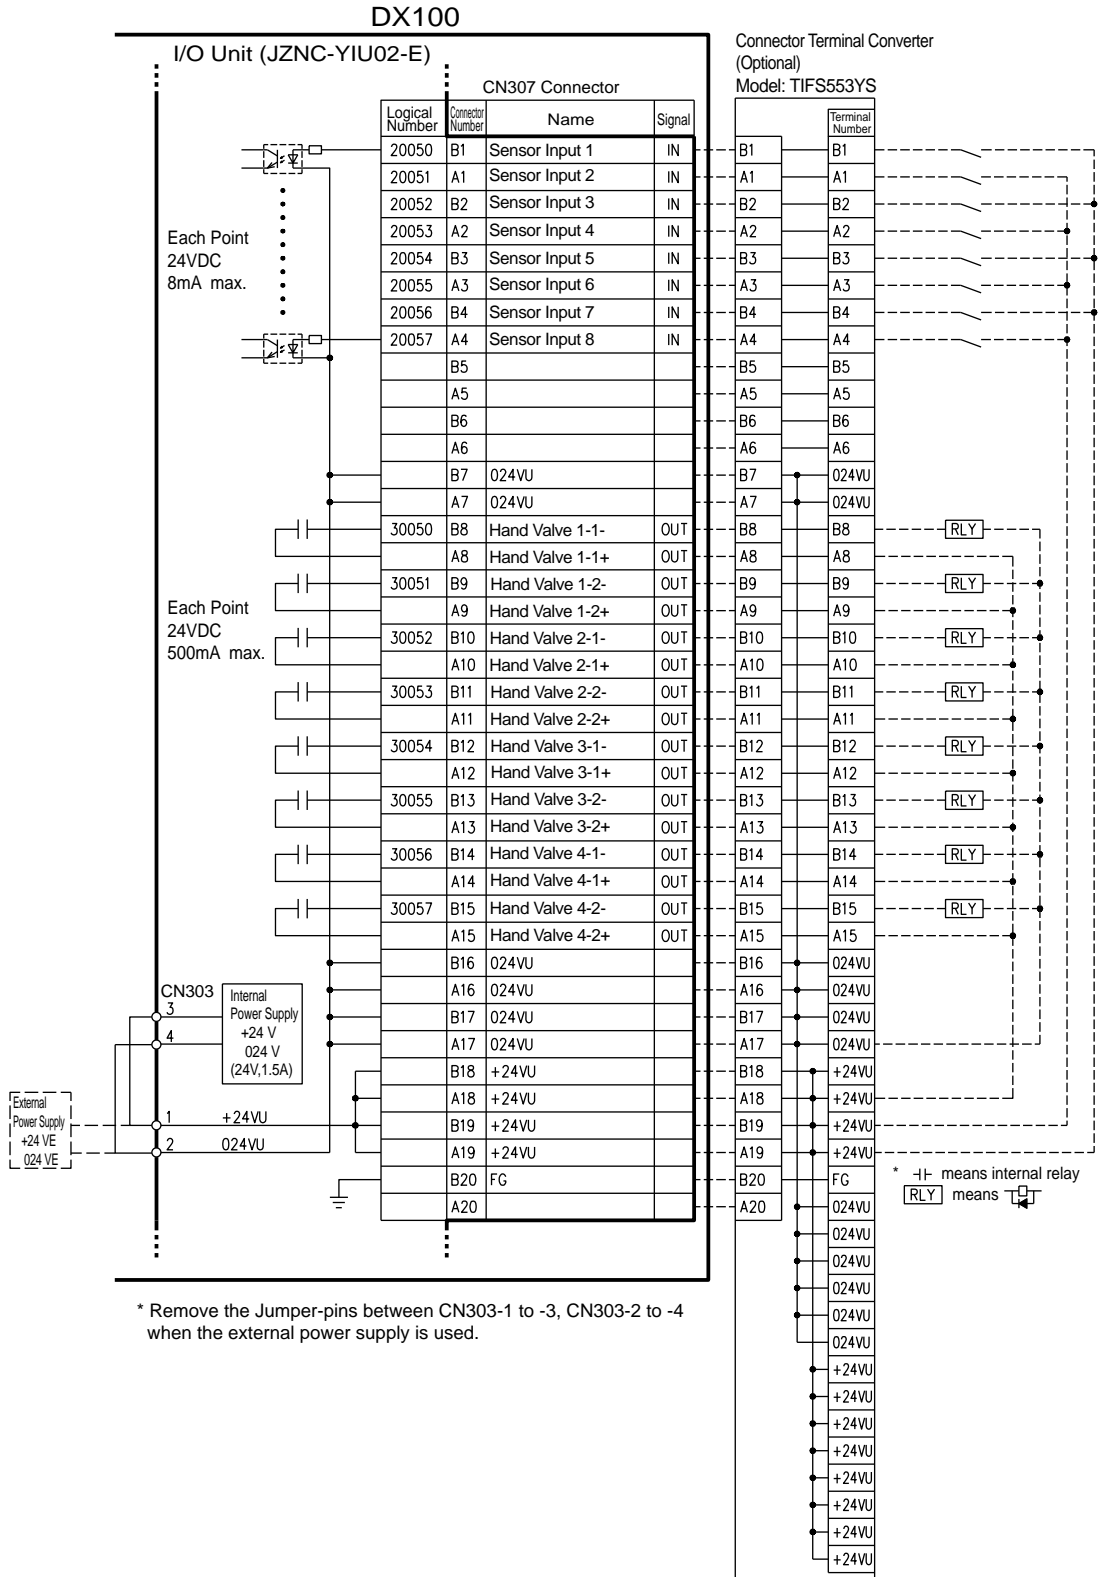 DX100
I/O Unit (JZNC-YIU02-E)
Connector Terminal Converter
(Optional)
Model: TIFS553YS
CN307 Connector
Logical Number Connector Number Name Signal Terminal Number
20050 B1 Sensor Input 1 IN B1 B1
20051 A1 Sensor Input 2 IN A1 A1
20052 B2 Sensor Input 3 IN B2 B2
20053 A2 Sensor Input 4 IN A2 A2
20054 B3 Sensor Input 5 IN B3 B3
20055 A3 Sensor Input 6 IN A3 A3
20056 B4 Sensor Input 7 IN B4 B4
20057 A4 Sensor Input 8 IN A4 A4
Each Point
24VDC
8mA max.
B5 B5 B5
A5 A5 A5
B6 B6 B6
A6 A6 A6
B7 024VU B7 024VU
A7 024VU A7 024VU
30050 B8 Hand Valve 1-1- OUT B8 B8 RLY
A8 Hand Valve 1-1+ OUT A8 A8
30051 B9 Hand Valve 1-2- OUT B9 B9 RLY
A9 Hand Valve 1-2+ OUT A9 A9
30052 B10 Hand Valve 2-1- OUT B10 B10 RLY
A10 Hand Valve 2-1+ OUT A10 A10
30053 B11 Hand Valve 2-2- OUT B11 B11 RLY
A11 Hand Valve 2-2+ OUT A11 A11
30054 B12 Hand Valve 3-1- OUT B12 B12 RLY
A12 Hand Valve 3-1+ OUT A12 A12
30055 B13 Hand Valve 3-2- OUT B13 B13 RLY
A13 Hand Valve 3-2+ OUT A13 A13
30056 B14 Hand Valve 4-1- OUT B14 B14 RLY
A14 Hand Valve 4-1+ OUT A14 A14
30057 B15 Hand Valve 4-2- OUT B15 B15 RLY
A15 Hand Valve 4-2+ OUT A15 A15
Each Point
24VDC
500mA max.
B16 024VU B16 024VU
A16 024VU A16 024VU
B17 024VU B17 024VU
A17 024VU A17 024VU
B18 +24VU B18 +24VU
A18 +24VU A18 +24VU
B19 +24VU B19 +24VU
A19 +24VU A19 +24VU
B20 FG B20 FG
A20 A20 024VU
024VU
024VU
024VU
024VU
024VU
+24VU
+24VU
+24VU
+24VU
+24VU
+24VU
+24VU
+24VU
CN303
3
4
Internal
Power Supply
+24 V
024 V
(24V,1.5A)
External
Power Supply
+24 VE
024 VE
1 +24VU
2 024VU
* means internal relay
RLY means
* Remove the Jumper-pins between CN303-1 to -3, CN303-2 to -4
when the external power supply is used.